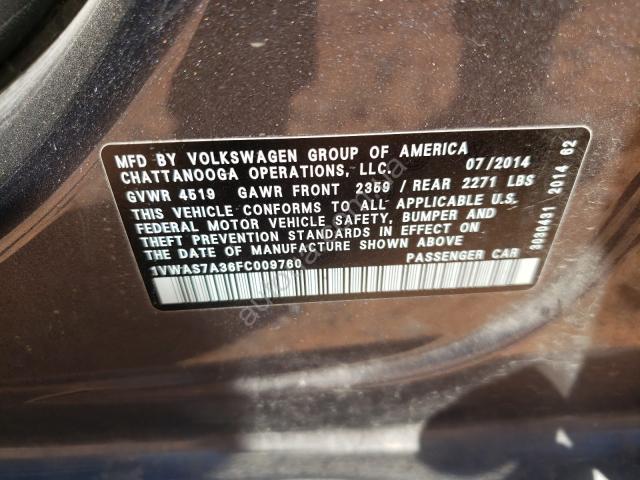 MFD BY VOLKSWAGEN GROUP OF AMERICA
CHATTANOOGA OPERATIONS, LLC. 07/2014
GVWR 4519 GAWR FRONT 2359 / REAR 2271 LBS
THIS VEHICLE CONFORMS TO ALL APPLICABLE U.S.
FEDERAL MOTOR VEHICLE SAFETY, BUMPER AND
THEFT PREVENTION STANDARDS IN EFFECT ON
THE DATE OF MANUFACTURE SHOWN ABOVE
1VWAS7A36FC009760 PASSENGER CAR
3030431 2014 62